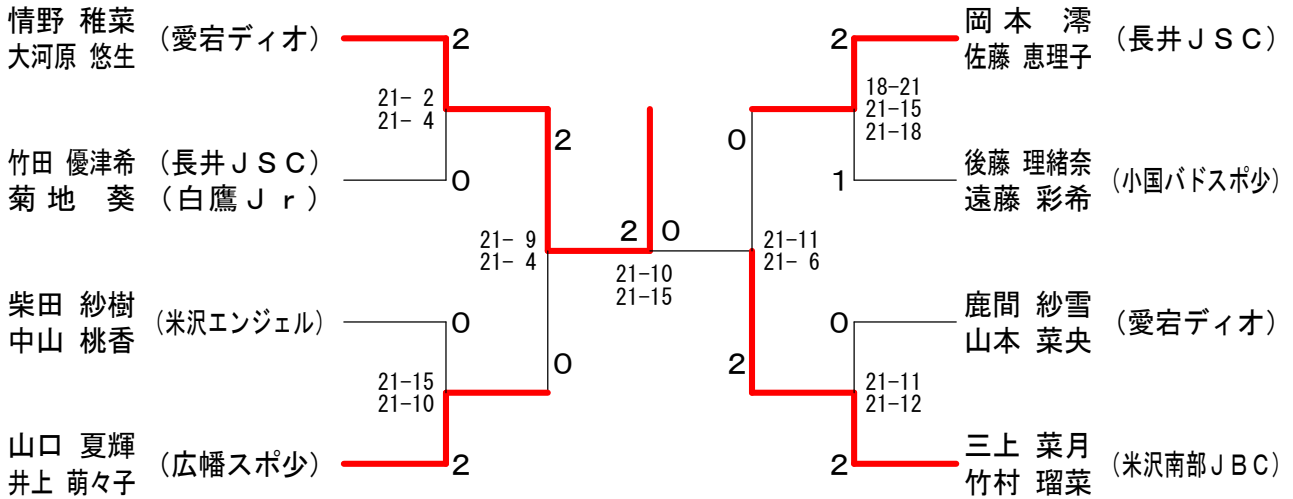 情野 稚菜
大河原 悠生
(愛宕ディオ)
2
21- 2
21- 4
竹田 優津希 (長井JSC)
菊地 葵 (白鷹Jr)
0
2
21- 9
21- 4
柴田 紗樹
中山 桃香
(米沢エンジェル)
0
21-15
21-10
0
山口 夏輝
井上 萌々子
(広幡スポ少)
2
2 0
21-10
21-15
2
岡本 澪
佐藤 恵理子
(長井JSC)
18-21
21-15
21-18
0
1
後藤 理緒奈
遠藤 彩希
(小国バドスポ少)
21-11
21- 6
0
鹿間 紗雪
山本 菜央
(愛宕ディオ)
2
21-11
21-12
2
三上 菜月
竹村 瑠菜
(米沢南部JBC)